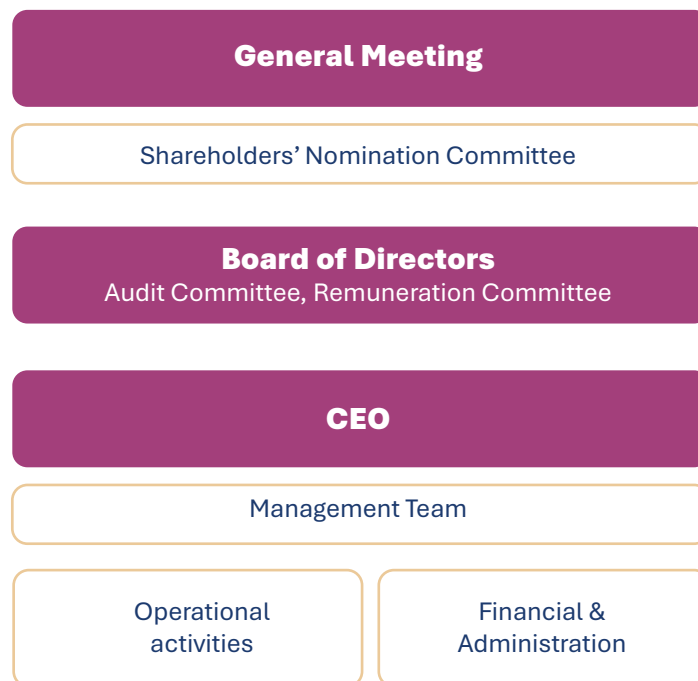 General Meeting
Shareholders’ Nomination Committee
Board of Directors
Audit Committee, Remuneration Committee
CEO
Management Team
Operational
activities
Financial &
Administration